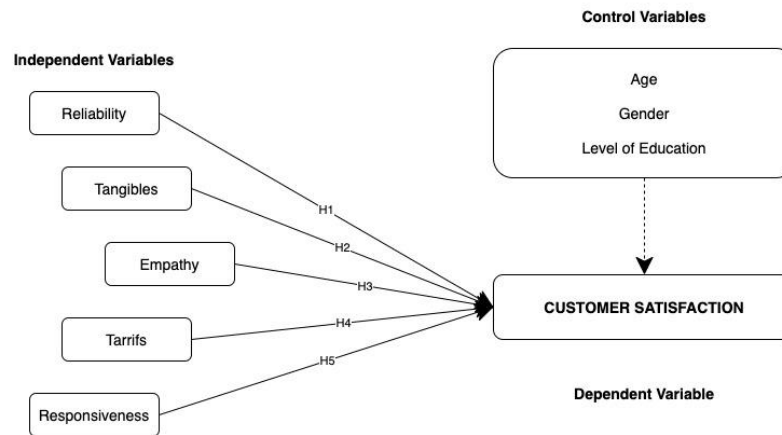 Control Variables
Independent Variables
Age
Gender
Level of Education
Reliability
Tangibles
Empathy
Tarrifs
Responsiveness
H1
H2
H3
H4
H5
CUSTOMER SATISFACTION
Dependent Variable